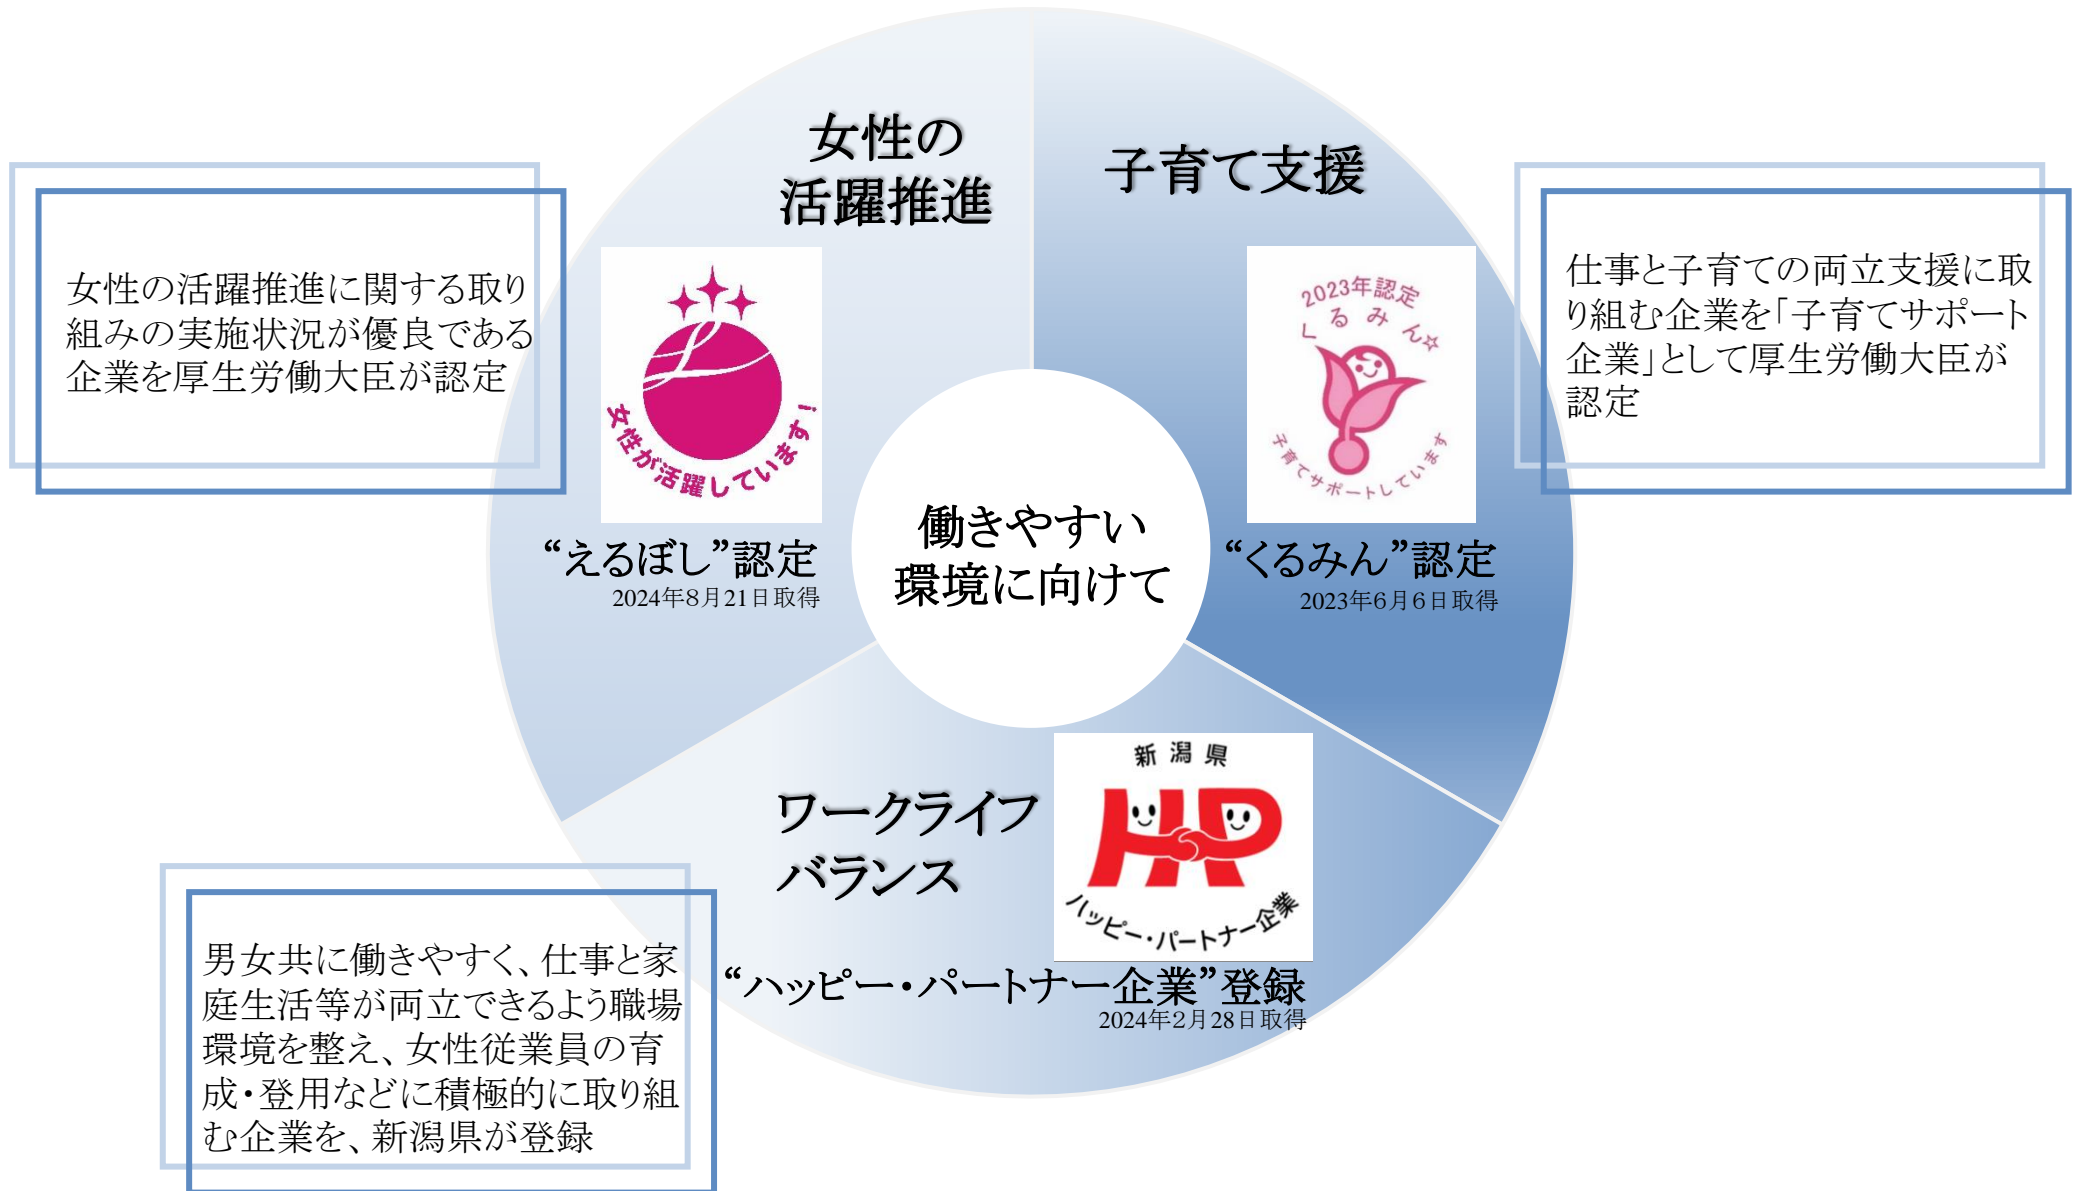 女性の
活躍推進
女性の活躍推進に関する取り
組みの実施状況が優良である
企業を厚生労働大臣が認定
女性が活躍しています!
“えるぼし”認定
2024年8月21日取得
子育て支援
2023年認定
くるみん☆
子育てサポートしています
“くるみん”認定
2023年6月6日取得
仕事と子育ての両立支援に取
り組む企業を「子育てサポート
企業」として厚生労働大臣が
認定
働きやすい
環境に向けて
ワークライフ
バランス
新潟県
HP
ハッピー・パートナー企業
“ハッピー・パートナー企業”登録
2024年2月28日取得
男女共に働きやすく、仕事と家
庭生活等が両立できるよう職場
環境を整え、女性従業員の育
成・登用などに積極的に取り組
む企業を、新潟県が登録